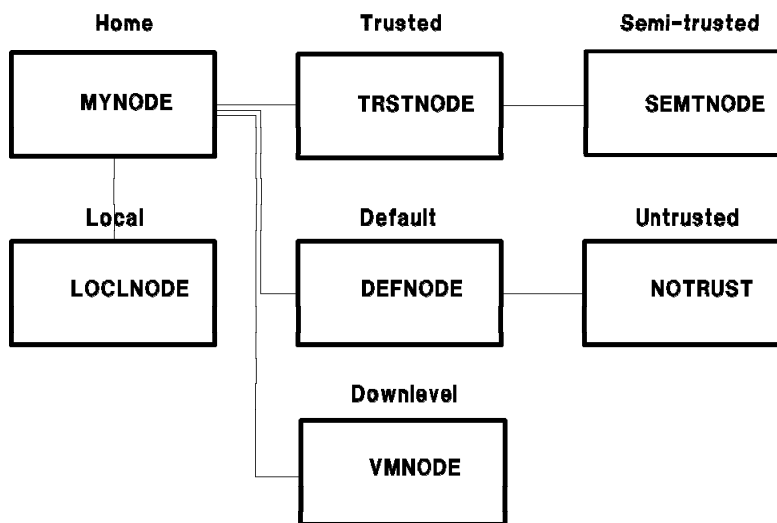 Home
Trusted
Semi-trusted
MYNODE
TRSTNODE
SEMTNODE
Local
Default
Untrusted
LOCLNODE
DEFNODE
NOTRUST
Downlevel
VMNODE